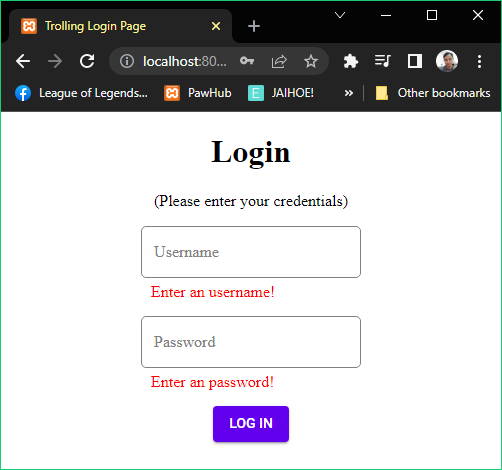 Trolling Login Page
localhost:80...
League of Legends...
PawHub
E
JAIHOE!
»
Other bookmarks
Login
(Please enter your credentials)
Username
Enter an username!
Password
Enter an password!
LOG IN